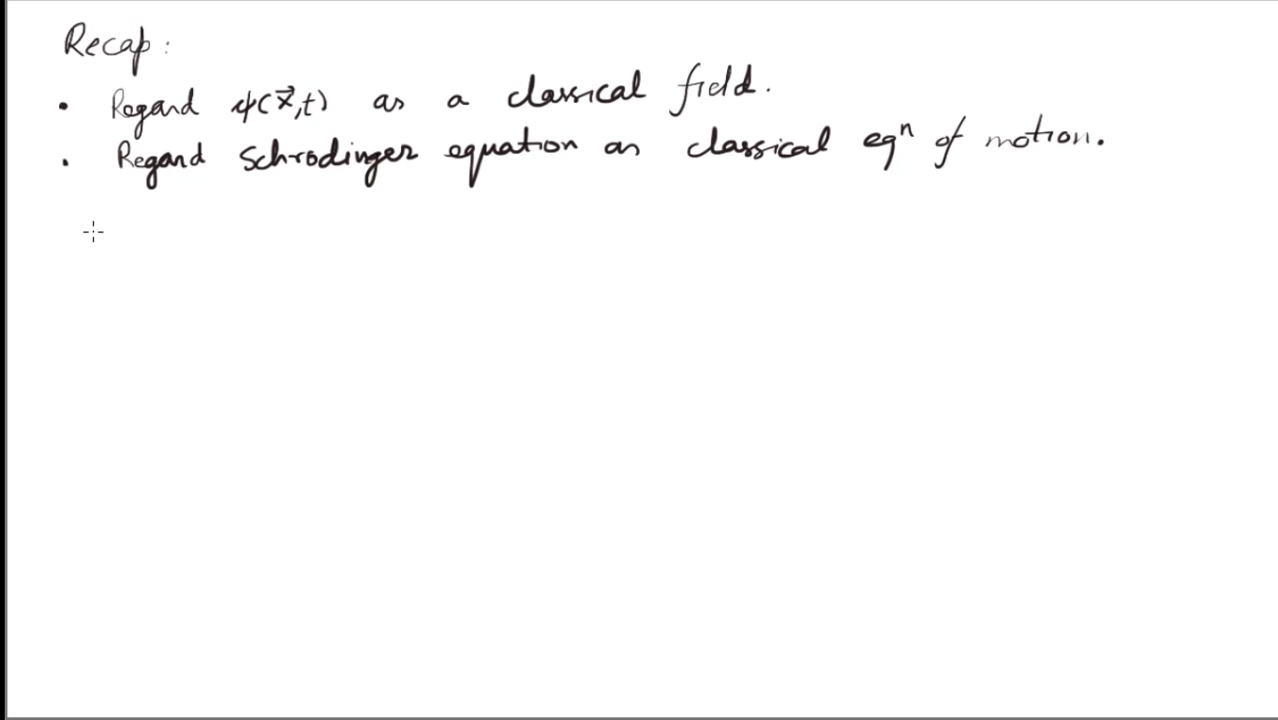 Recap:
• Regard ψ(x⃗,t) as a classical field.
• Regard Schrodinger equation as classical eqⁿ of motion.